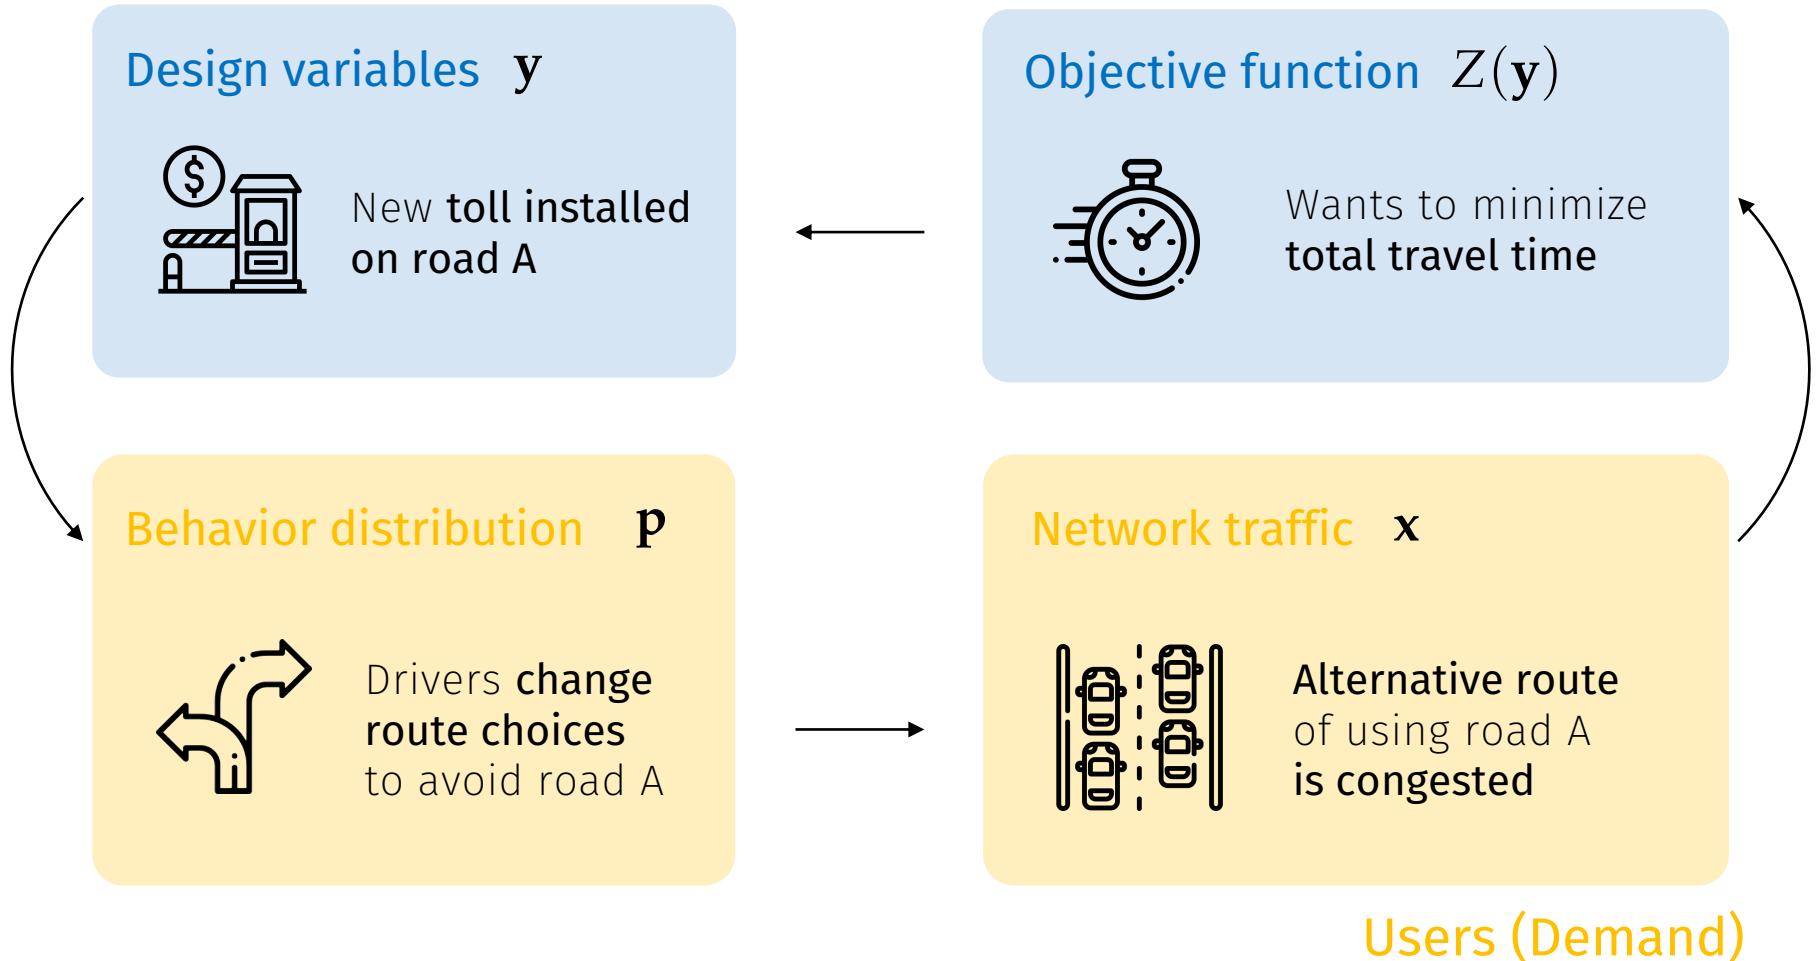 Design variables y
$
New toll installed
on road A
Objective function Z(y)
Wants to minimize
total travel time
Behavior distribution p
Drivers change
route choices
to avoid road A
Network traffic x
Alternative route
of using road A
is congested
Users (Demand)